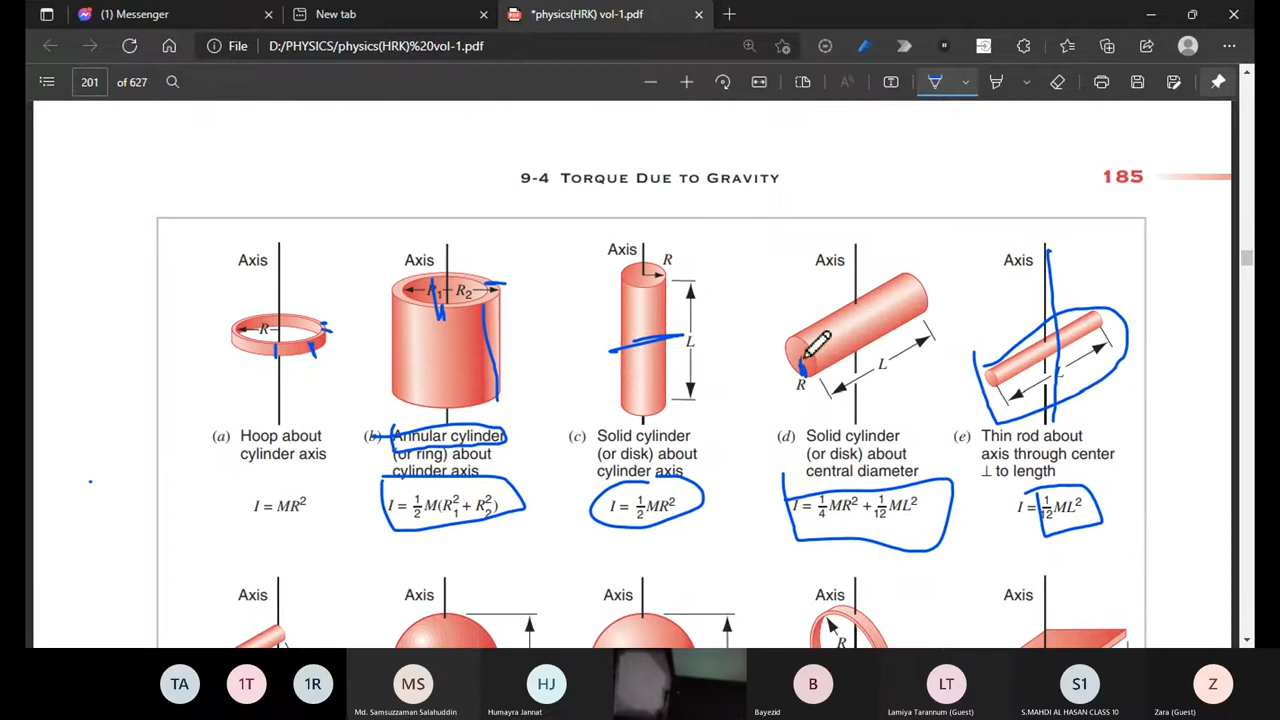 (1) Messenger
New tab
*physics(HRK) vol-1.pdf
File
D:/PHYSICS/physics(HRK)%20vol-1.pdf
201 of 627
9-4 TORQUE DUE TO GRAVITY
185
Axis
R
(a) Hoop about
cylinder axis
I = MR²
Axis
R₁ R₂
(b) Annular cylinder
(or ring) about
cylinder axis
I = ½M(R₁² + R₂²)
Axis
R
L
(c) Solid cylinder
(or disk) about
cylinder axis
I = ½MR²
Axis
R
L
(d) Solid cylinder
(or disk) about
central diameter
I = ¼MR² + 1/12 ML²
Axis
L
(e) Thin rod about
axis through center
⊥ to length
I = 1/12 ML²
Axis
Axis
Axis
Axis
R
Axis
TA
1T
1R
MS
Md. Samsuzzaman Salahuddin
HJ
Humayra Jannat
B
Bayezid
LT
Lamiya Tarannum (Guest)
S1
S.MAHDI AL HASAN CLASS 10
Z
Zara (Guest)